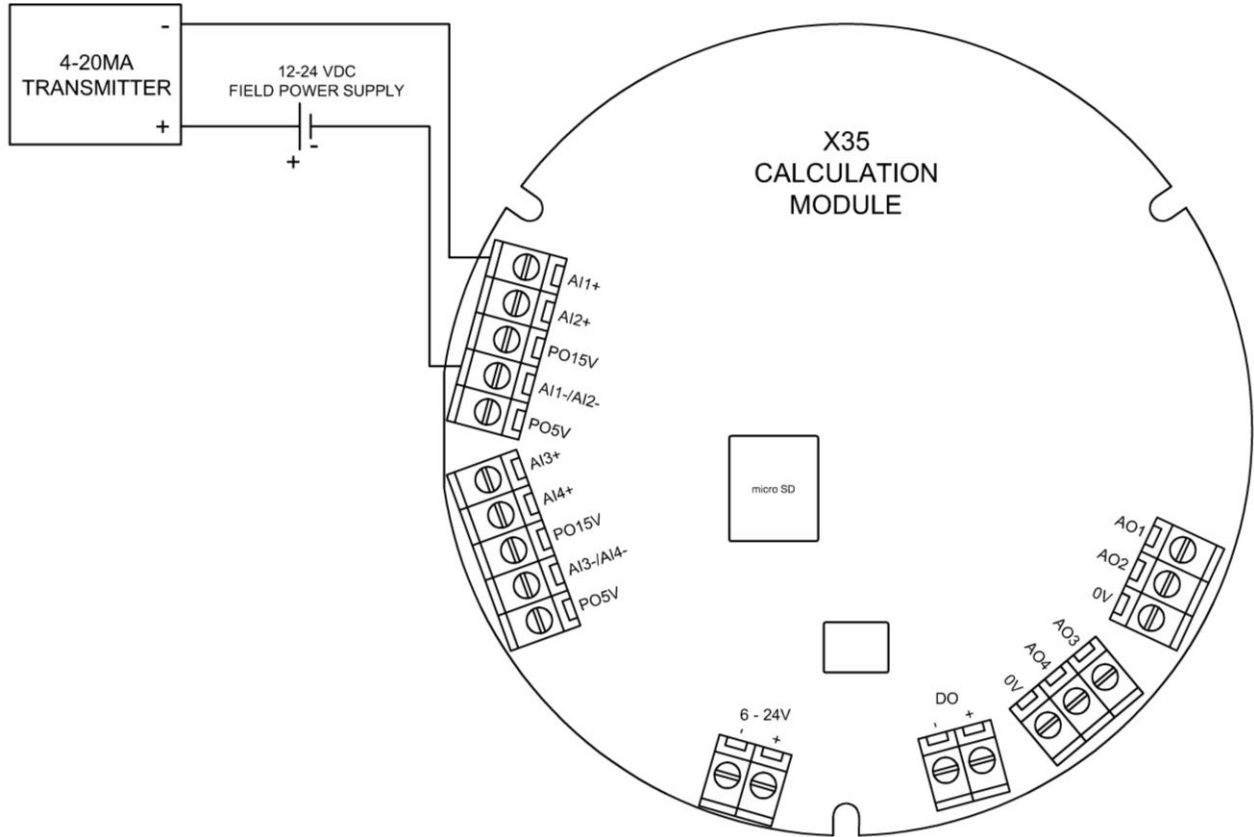 -
4-20MA
TRANSMITTER
+
12-24 VDC
FIELD POWER SUPPLY
+ -
X35
CALCULATION
MODULE
AI1+
AI2+
PO15V
AI1-/AI2-
PO5V
AI3+
AI4+
PO15V
AI3-/AI4-
PO5V
micro SD
AO1
AO2
0V
AO3
AO4
0V
DO
- +
6 - 24V
- +